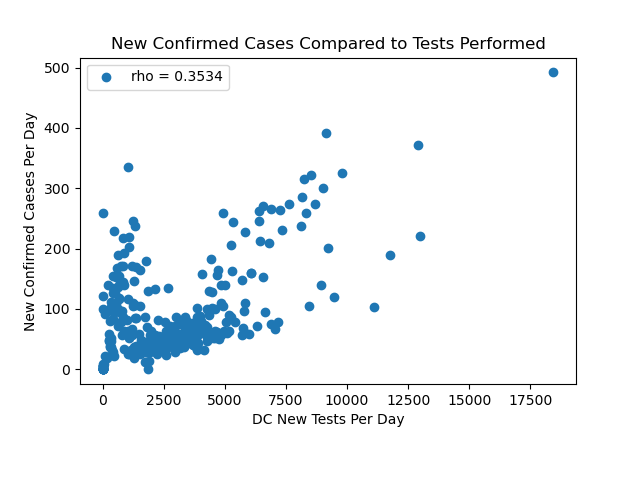 New Confirmed Cases Compared to Tests Performed
rho = 0.3534
500
400
300
200
100
0
New Confirmed Caeses Per Day
0 2500 5000 7500 10000 12500 15000 17500
DC New Tests Per Day